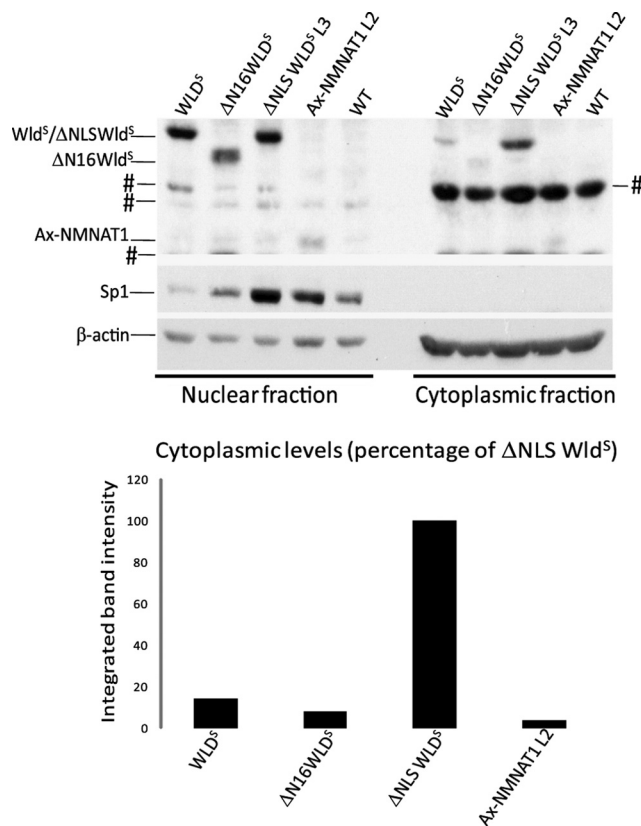 WLDˢ ΔN16WLDˢ ΔNLS WLDˢ L3 Ax-NMNAT1 L2 WT WLDˢ ΔN16WLDˢ ΔNLS WLDˢ L3 Ax-NMNAT1 L2 WT
Wldˢ/ΔNLSWldˢ
ΔN16Wldˢ
# #
#
Ax-NMNAT1
#
Sp1
β-actin
Nuclear fraction Cytoplasmic fraction
Cytoplasmic levels (percentage of ΔNLS Wldˢ)
Integrated band intensity
120
100
80
60
40
20
0
WLDˢ ΔN16WLDˢ ΔNLS WLDˢ Ax-NMNAT1 L2